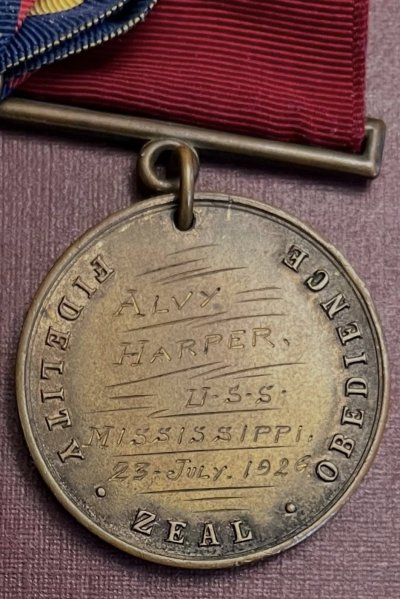 FIDELITY
ZEAL
OBEDIENCE
ALVY
HARPER.
U-S-S.
MISSISSIPPI.
23-JULY.1926